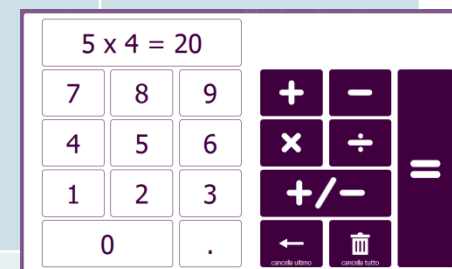 5 x 4 = 20
7 8 9 + −
4 5 6 × ÷ =
1 2 3 +/−
0 .
← cancella ultimo cancella tutto